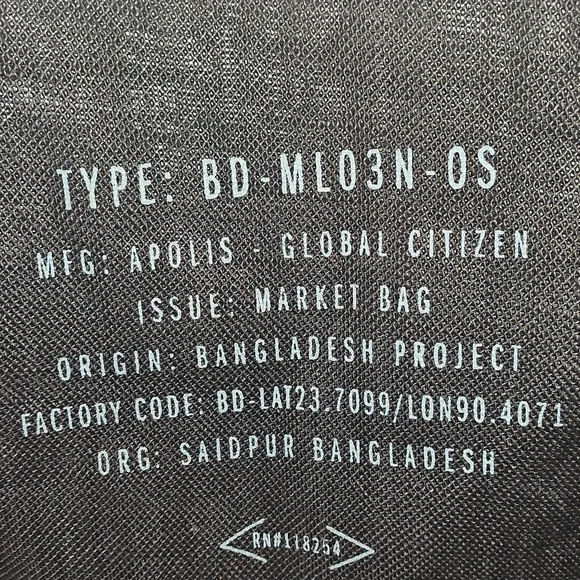 TYPE: BD-ML03N-OS
MFG: APOLIS - GLOBAL CITIZEN
ISSUE: MARKET BAG
ORIGIN: BANGLADESH PROJECT
FACTORY CODE: BD-LAT23.7099/LON90.4071
ORG: SAIDPUR BANGLADESH
RN#118254